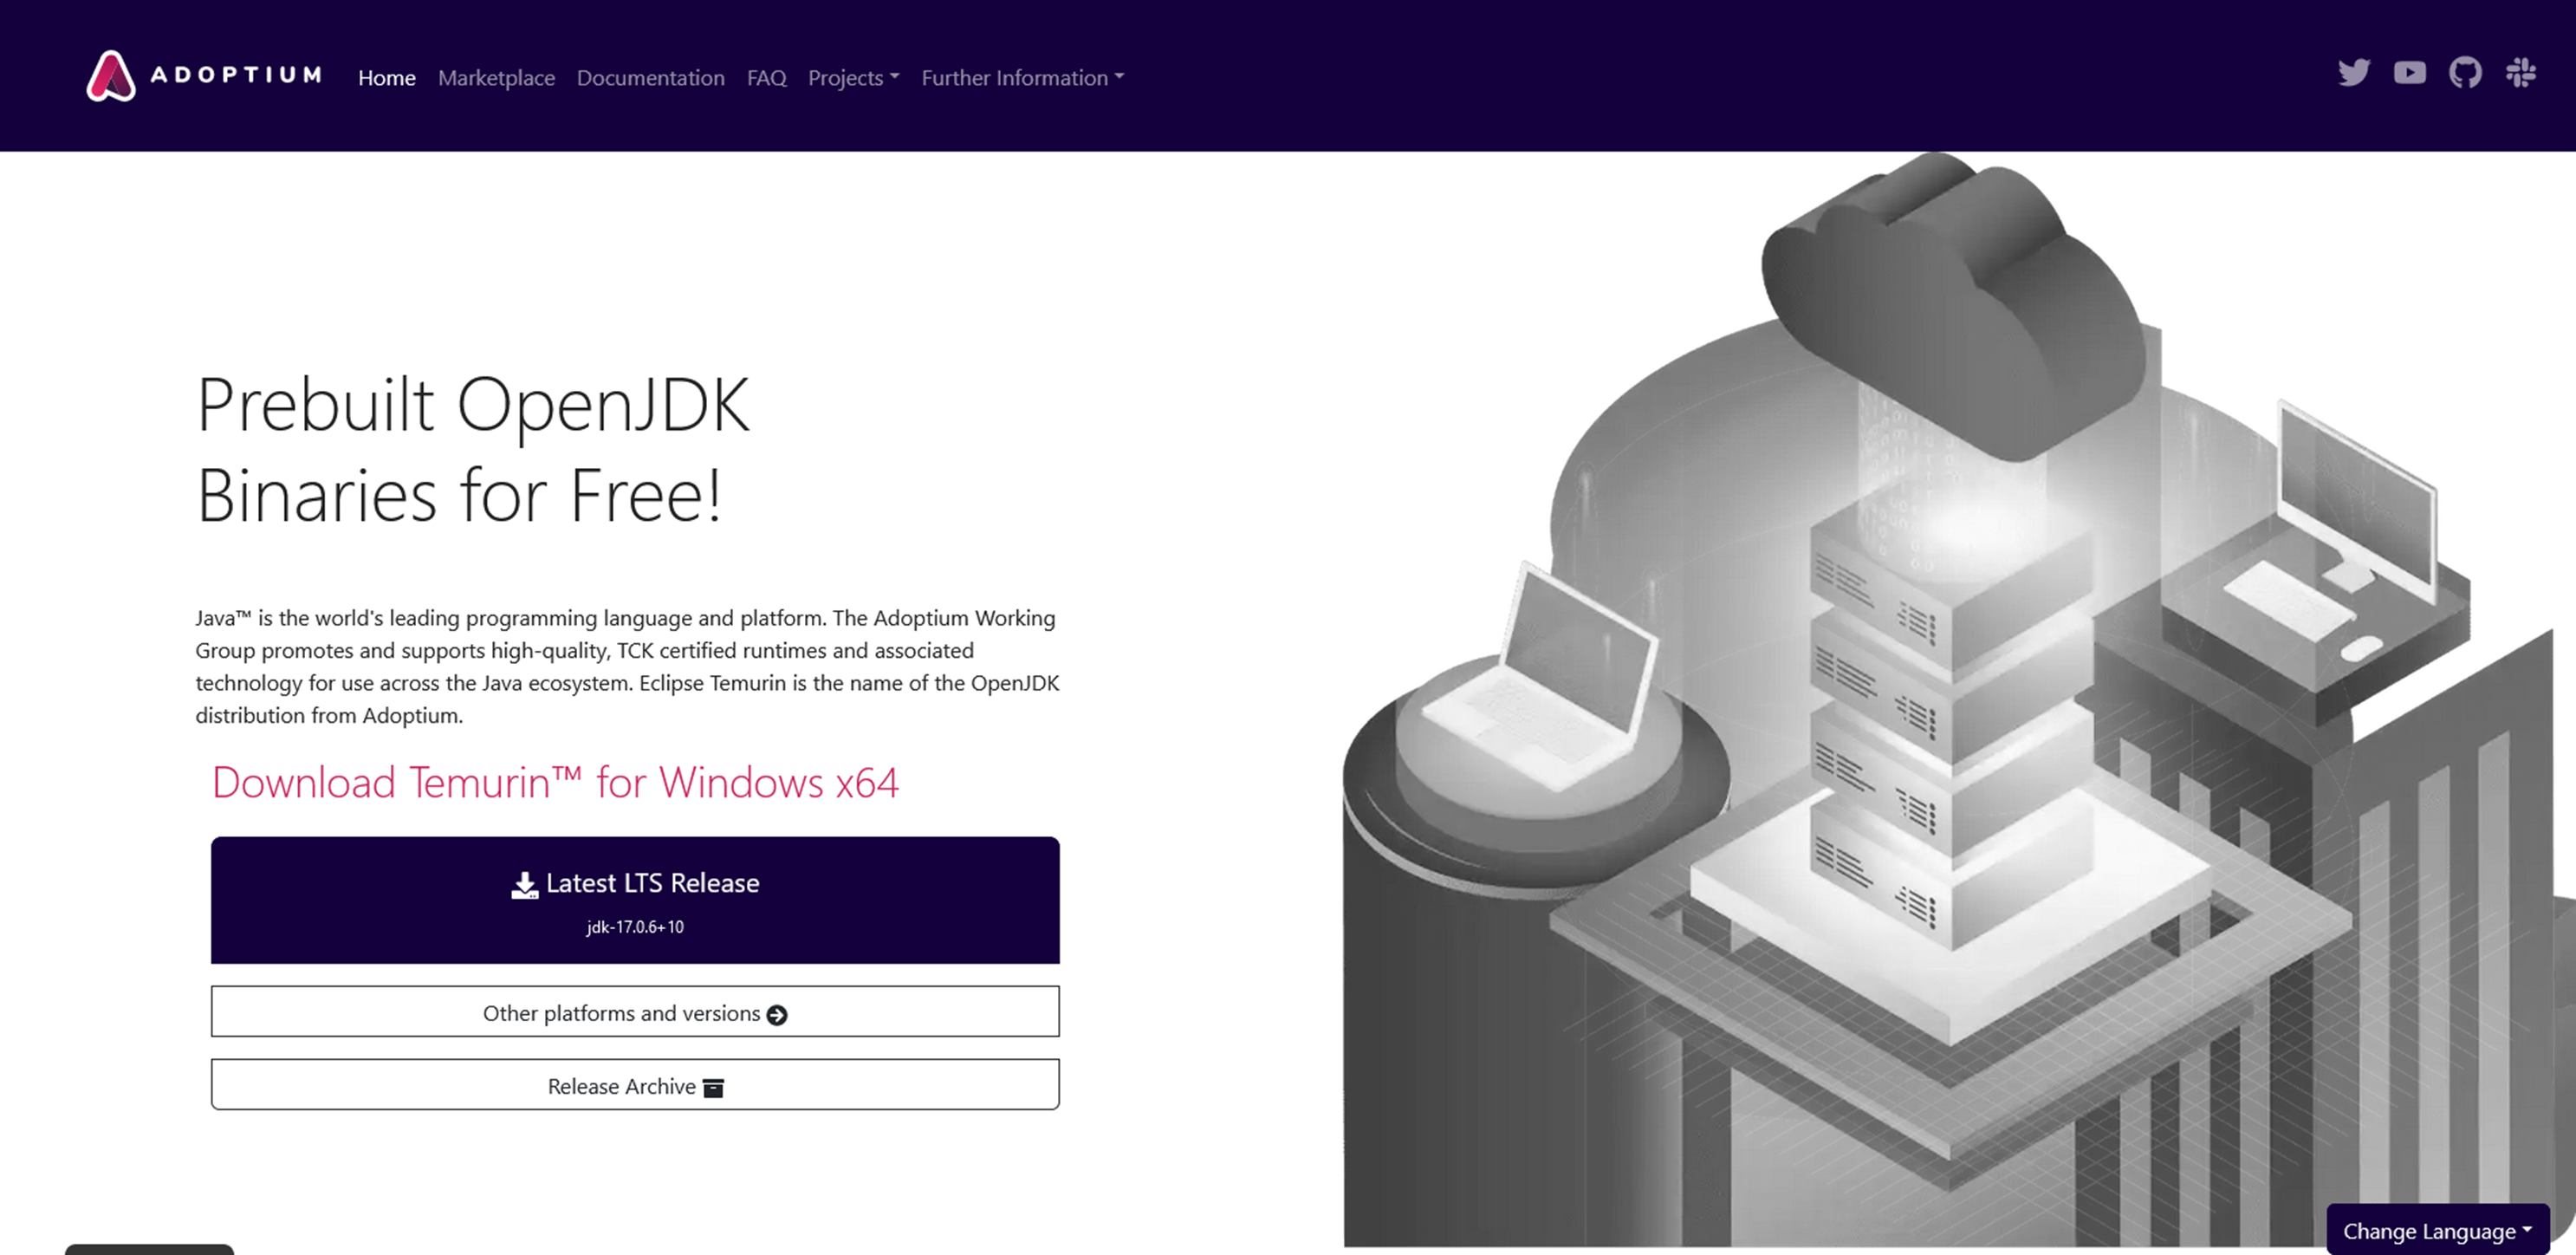 ADOPTIUM Home Marketplace Documentation FAQ Projects Further Information
Prebuilt OpenJDK
Binaries for Free!
Java™ is the world's leading programming language and platform. The Adoptium Working
Group promotes and supports high-quality, TCK certified runtimes and associated
technology for use across the Java ecosystem. Eclipse Temurin is the name of the OpenJDK
distribution from Adoptium.
Download Temurin™ for Windows x64
Latest LTS Release
jdk-17.0.6+10
Other platforms and versions
Release Archive
Change Language